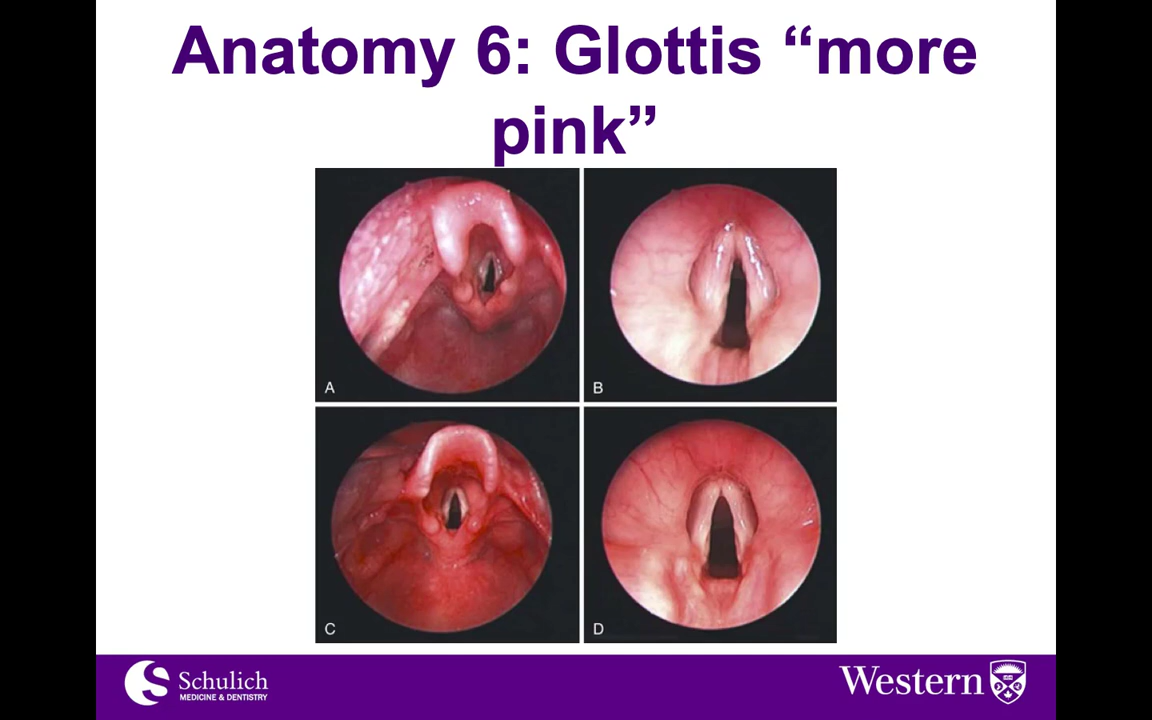 Anatomy 6: Glottis “more
pink”
A
B
C
D
Schulich
MEDICINE & DENTISTRY
Western